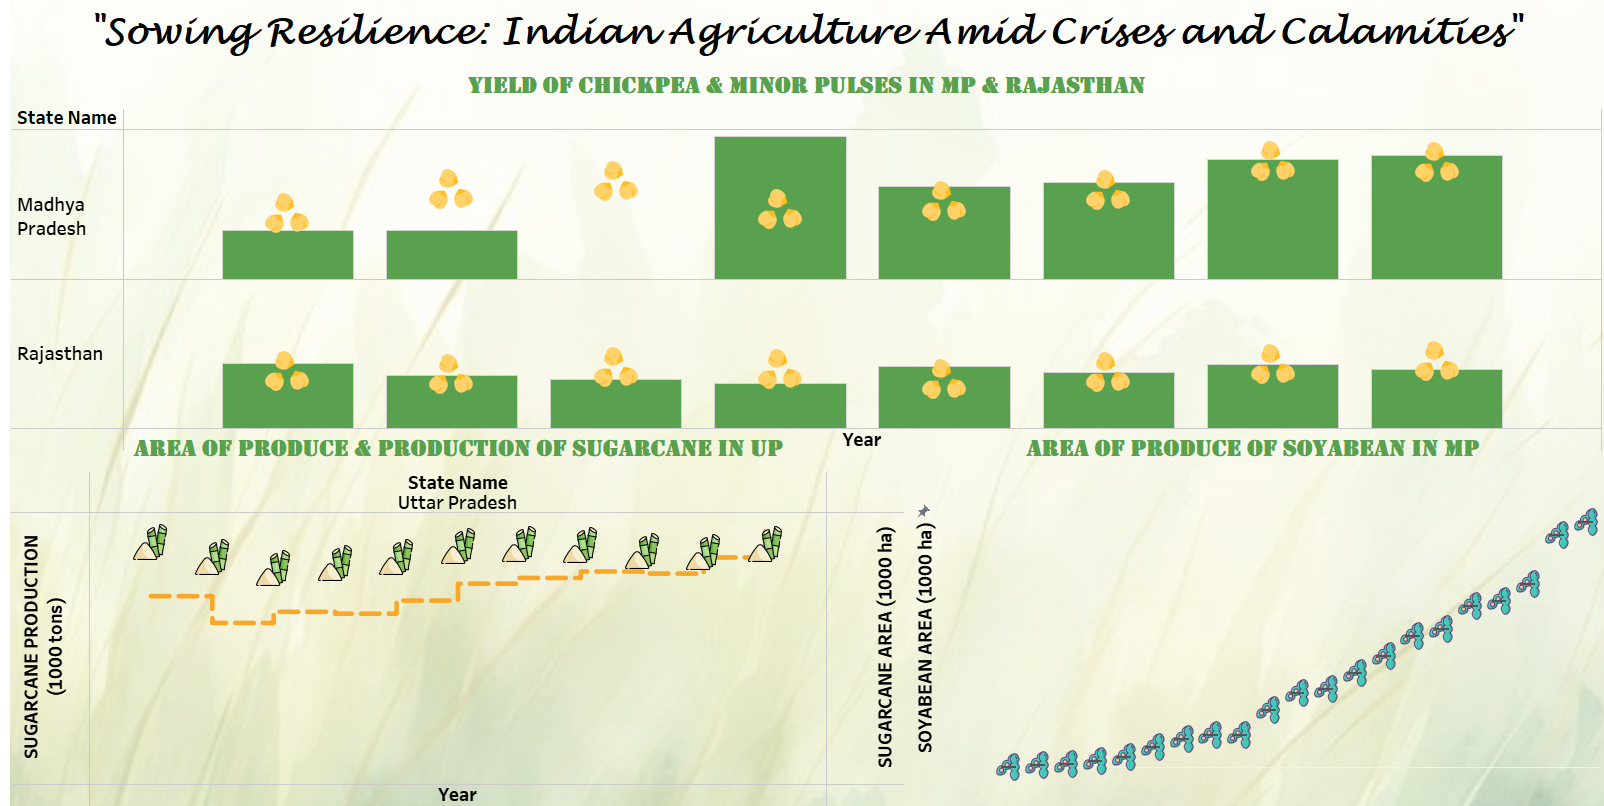 "Sowing Resilience: Indian Agriculture Amid Crises and Calamities"
YIELD OF CHICKPEA & MINOR PULSES IN MP & RAJASTHAN
State Name
Madhya
Pradesh
Rajasthan
Year
AREA OF PRODUCE & PRODUCTION OF SUGARCANE IN UP
State Name
Uttar Pradesh
SUGARCANE PRODUCTION
(1000 tons)
SUGARCANE AREA (1000 ha)
Year
AREA OF PRODUCE OF SOYABEAN IN MP
SOYABEAN AREA (1000 ha)